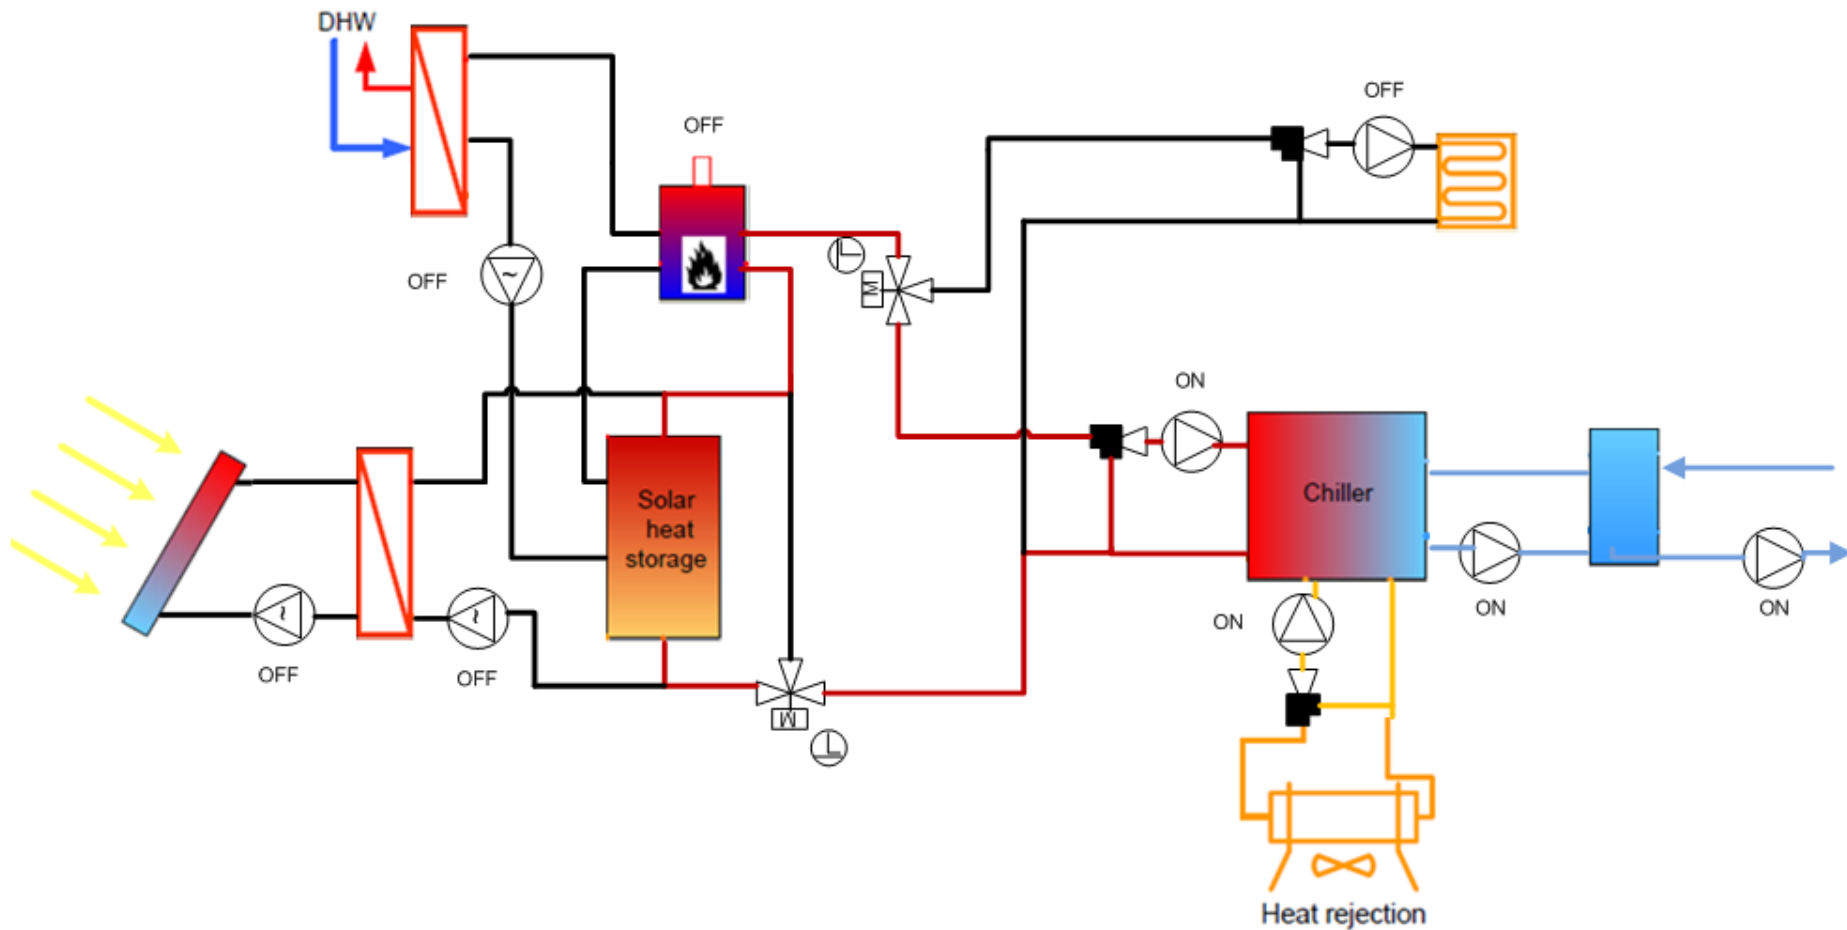 DHW
OFF
OFF
OFF
ON
M
Solar
heat
storage
Chiller
ON
ON
ON
OFF
OFF
M
Heat rejection